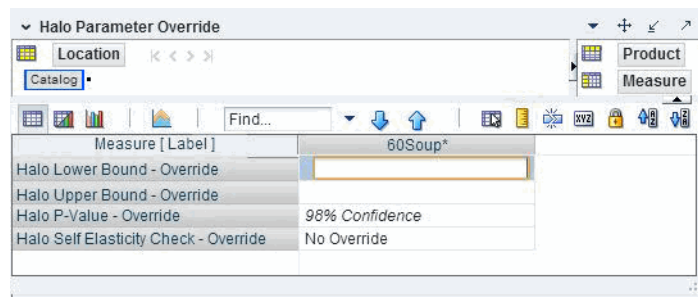 Halo Parameter Override
Location
Product
Catalog
Measure
Find...
XYZ
Measure [ Label ]
60Soup*
Halo Lower Bound - Override
Halo Upper Bound - Override
Halo P-Value - Override
98% Confidence
Halo Self Elasticity Check - Override
No Override